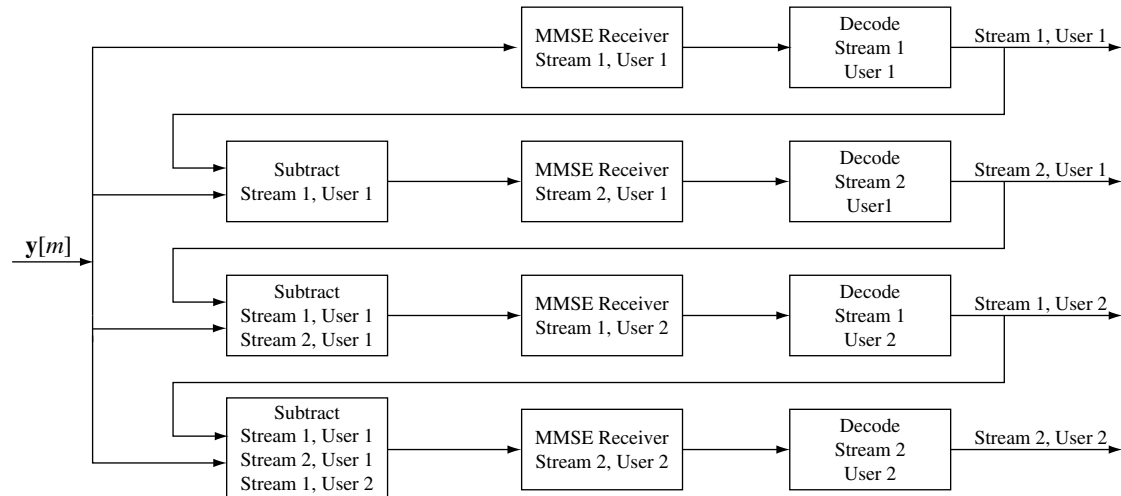 MMSE Receiver
Stream 1, User 1
Decode
Stream 1
User 1
Stream 1, User 1
Subtract
Stream 1, User 1
MMSE Receiver
Stream 2, User 1
Decode
Stream 2
User1
Stream 2, User 1
y[m]
Subtract
Stream 1, User 1
Stream 2, User 1
MMSE Receiver
Stream 1, User 2
Decode
Stream 1
User 2
Stream 1, User 2
Subtract
Stream 1, User 1
Stream 2, User 1
Stream 1, User 2
MMSE Receiver
Stream 2, User 2
Decode
Stream 2
User 2
Stream 2, User 2